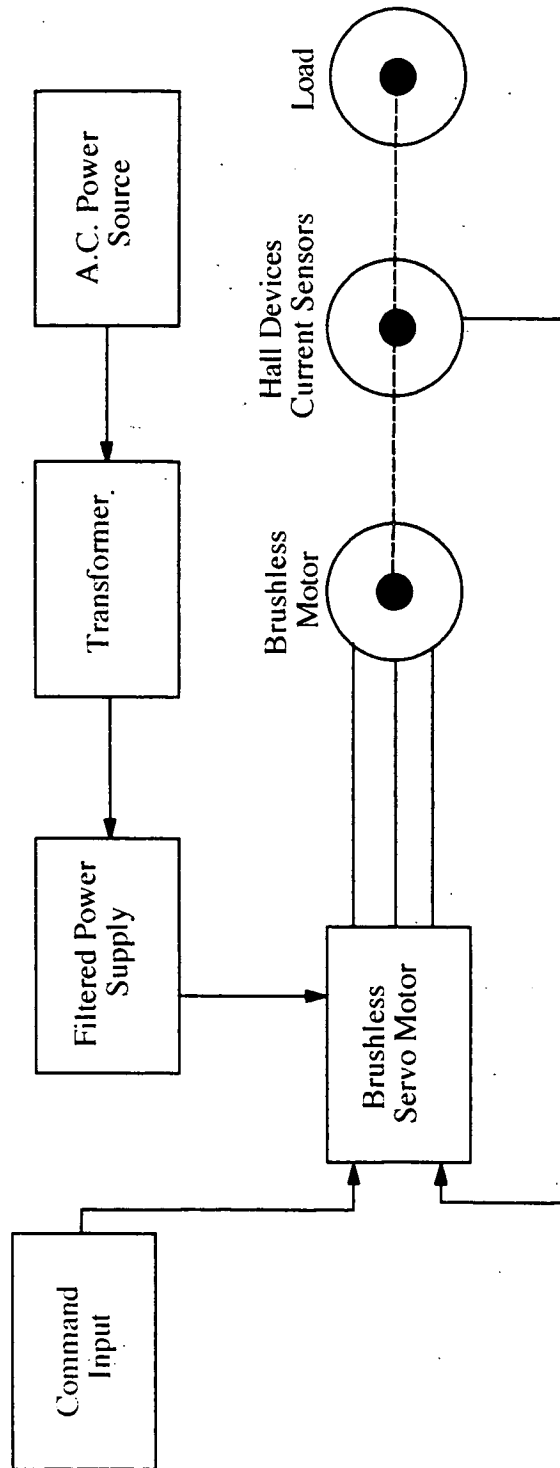 Command
Input
Filtered Power
Supply
Transformer
A.C. Power
Source
Brushless
Servo Motor
Brushless
Motor
Hall Devices
Current Sensors
Load